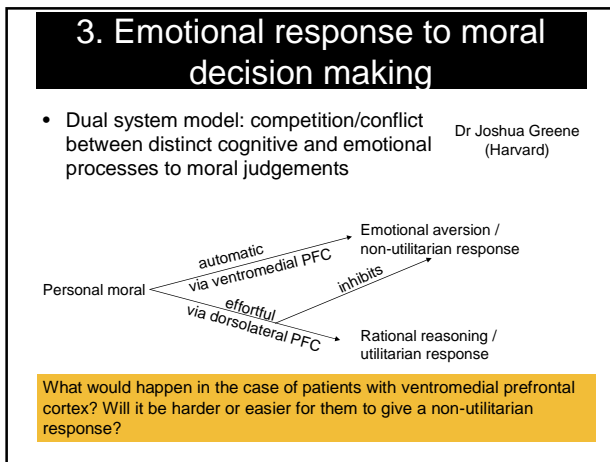 3. Emotional response to moral
decision making
• Dual system model: competition/conflict
between distinct cognitive and emotional
processes to moral judgements
Dr Joshua Greene
(Harvard)
Emotional aversion /
non-utilitarian response
automatic
via ventromedial PFC
inhibits
Personal moral
effortful
via dorsolateral PFC
Rational reasoning /
utilitarian response
What would happen in the case of patients with ventromedial prefrontal
cortex? Will it be harder or easier for them to give a non-utilitarian
response?